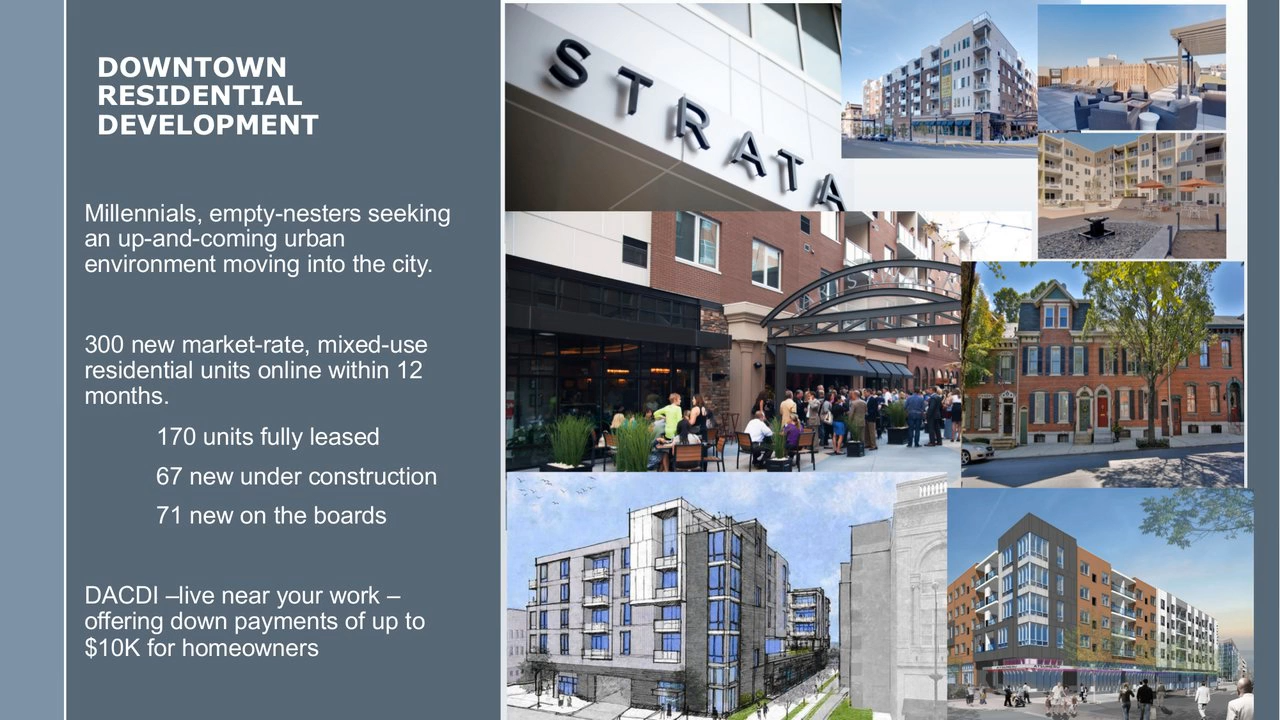 DOWNTOWN
RESIDENTIAL
DEVELOPMENT
Millennials, empty-nesters seeking
an up-and-coming urban
environment moving into the city.
300 new market-rate, mixed-use
residential units online within 12
months.
170 units fully leased
67 new under construction
71 new on the boards
DACDI –live near your work –
offering down payments of up to
$10K for homeowners
STRATA